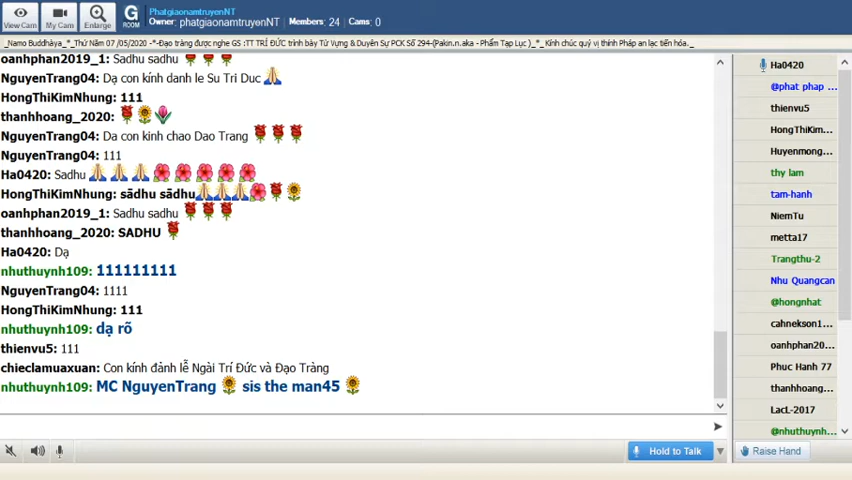 View Cam
My Cam
Enlarge
G
ROOM
PhatgiaonamtruyenNT
Owner: phatgiaonamtruyenNT Members: 24 Cams: 0
_Namo Buddhàya_*_Thứ Năm 07 /05/2020 -*-Đạo tràng được nghe GS :TT TRÍ ĐỨC trình bày Tứ Vựng & Duyên Sự PCK Số 294-(Pakin.n.aka - Phẩm Tạp Lục )_*_ Kính chúc quý vị thính Pháp an lạc tiến hóa._
oanhphan2019_1: Sadhu sadhu
NguyenTrang04: Dạ con kính danh le Su Tri Duc
HongThiKimNhung: 111
thanhhoang_2020:
NguyenTrang04: Da con kinh chao Dao Trang
NguyenTrang04: 111
Ha0420: Sadhu
HongThiKimNhung: sādhu sādhu
oanhphan2019_1: Sadhu sadhu
thanhhoang_2020: SADHU
Ha0420: Dạ
nhuthuynh109: 111111111
NguyenTrang04: 1111
HongThiKimNhung: 111
nhuthuynh109: dạ rõ
thienvu5: 111
chieclamuaxuan: Con kính đảnh lễ Ngài Trí Đức và Đạo Tràng
nhuthuynh109: MC NguyenTrang sis the man45
Hold to Talk
Ha0420
@phat phap ...
thienvu5
HongThiKim...
Huyenmong...
thy lam
tam-hanh
NiemTu
metta17
Trangthu-2
Nhu Quangcan
@hongnhat
cahnekson1...
oanhphan20...
Phuc Hanh 77
thanhhoang...
LacL-2017
@nhuthuynh...
Raise Hand